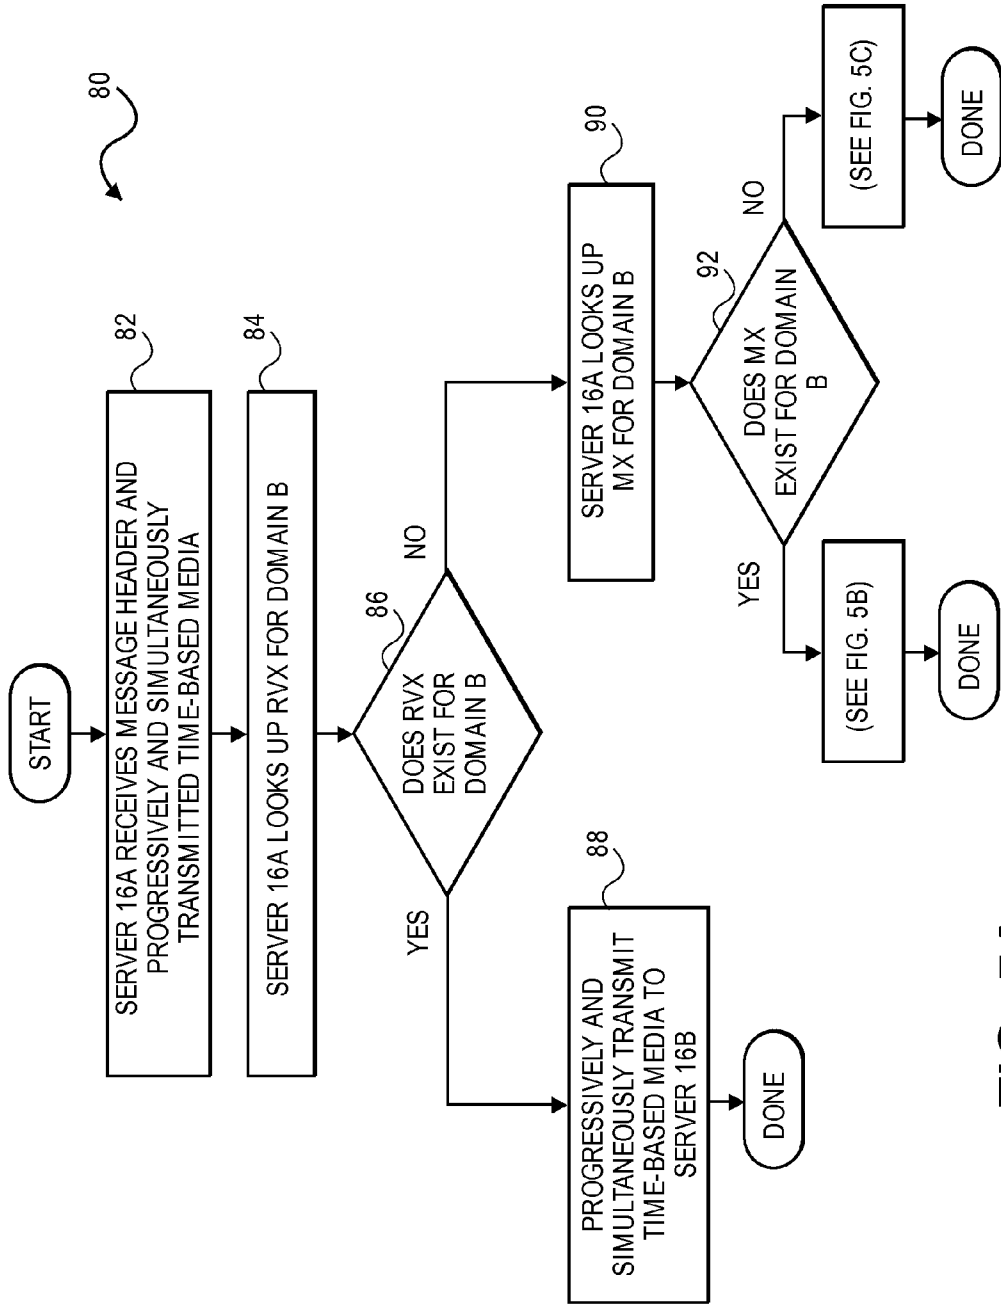 80
START
SERVER 16A RECEIVES MESSAGE HEADER AND
PROGRESSIVELY AND SIMULTANEOUSLY
TRANSMITTED TIME-BASED MEDIA
82
SERVER 16A LOOKS UP RVX FOR DOMAIN B
84
DOES RVX
EXIST FOR
DOMAIN B
86
YES
NO
PROGRESSIVELY AND
SIMULTANEOUSLY TRANSMIT
TIME-BASED MEDIA TO
SERVER 16B
88
DONE
SERVER 16A LOOKS UP
MX FOR DOMAIN B
90
DOES MX
EXIST FOR DOMAIN
B
92
YES
NO
(SEE FIG. 5B)
DONE
(SEE FIG. 5C)
DONE